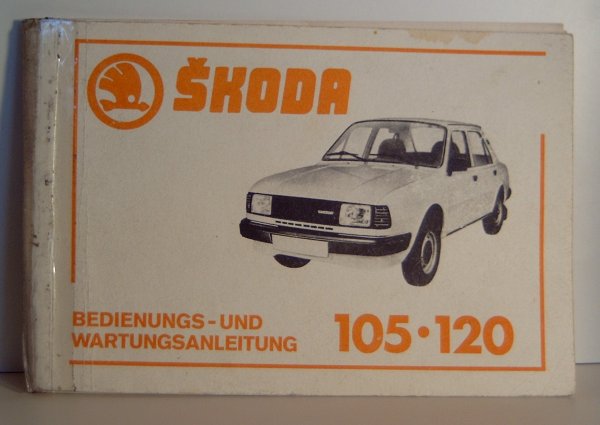 ŠKODA
BEDIENUNGS-UND
WARTUNGSANLEITUNG
105·120